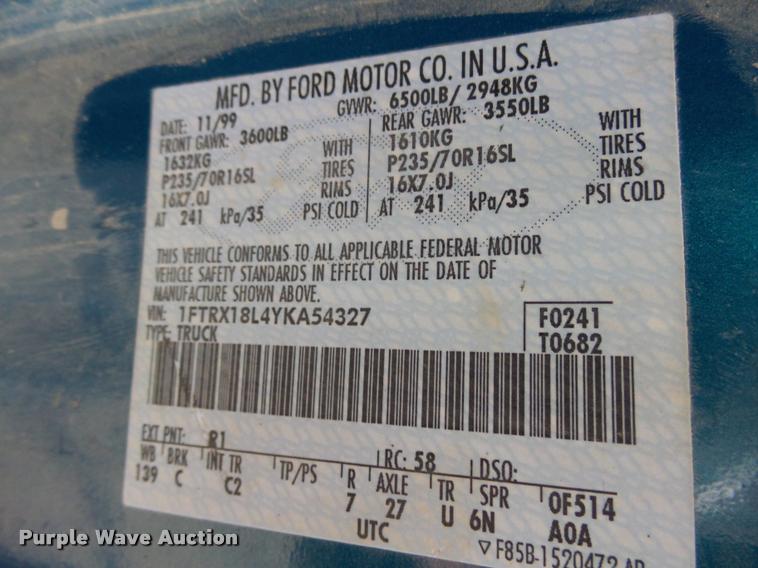 MFD. BY FORD MOTOR CO. IN U.S.A.
DATE: 11/99 GVWR: 6500LB/ 2948KG
FRONT GAWR: 3600LB REAR GAWR: 3550LB
1632KG WITH 1610KG WITH
P235/70R16SL TIRES P235/70R16SL TIRES
16X7.0J RIMS 16X7.0J RIMS
AT 241 kPa/35 PSI COLD AT 241 kPa/35 PSI COLD
THIS VEHICLE CONFORMS TO ALL APPLICABLE FEDERAL MOTOR
VEHICLE SAFETY STANDARDS IN EFFECT ON THE DATE OF
MANUFACTURE SHOWN ABOVE.
VIN: 1FTRX18L4YKA54327 F0241
TYPE: TRUCK T0682
EXT PNT: R1 RC: 58 DSO:
WB BRK INT TR TP/PS R AXLE TR SPR 0F514
139 C C2 7 27 U 6N A0A
UTC
▽ F85B-1520472
Purple Wave Auction